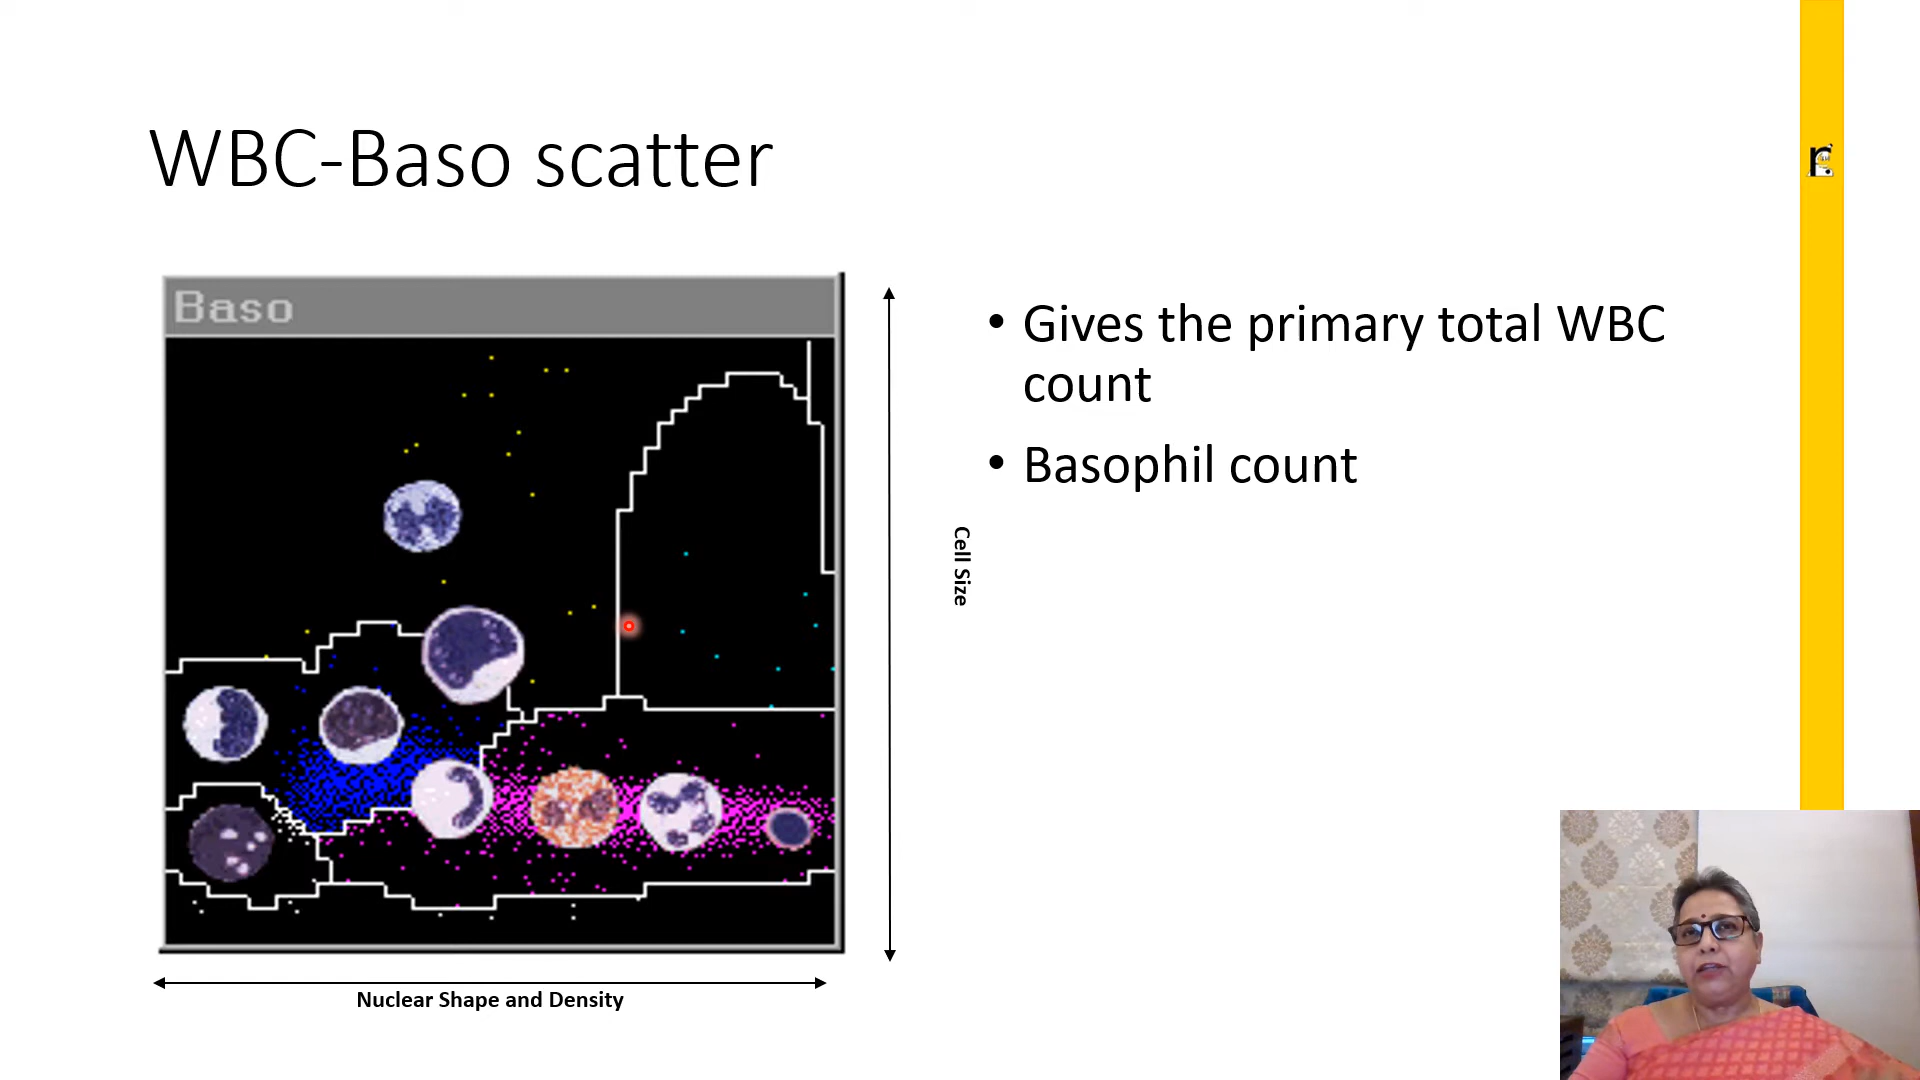 WBC-Baso scatter
Baso
• Gives the primary total WBC
count
• Basophil count
Cell Size
Nuclear Shape and Density
r